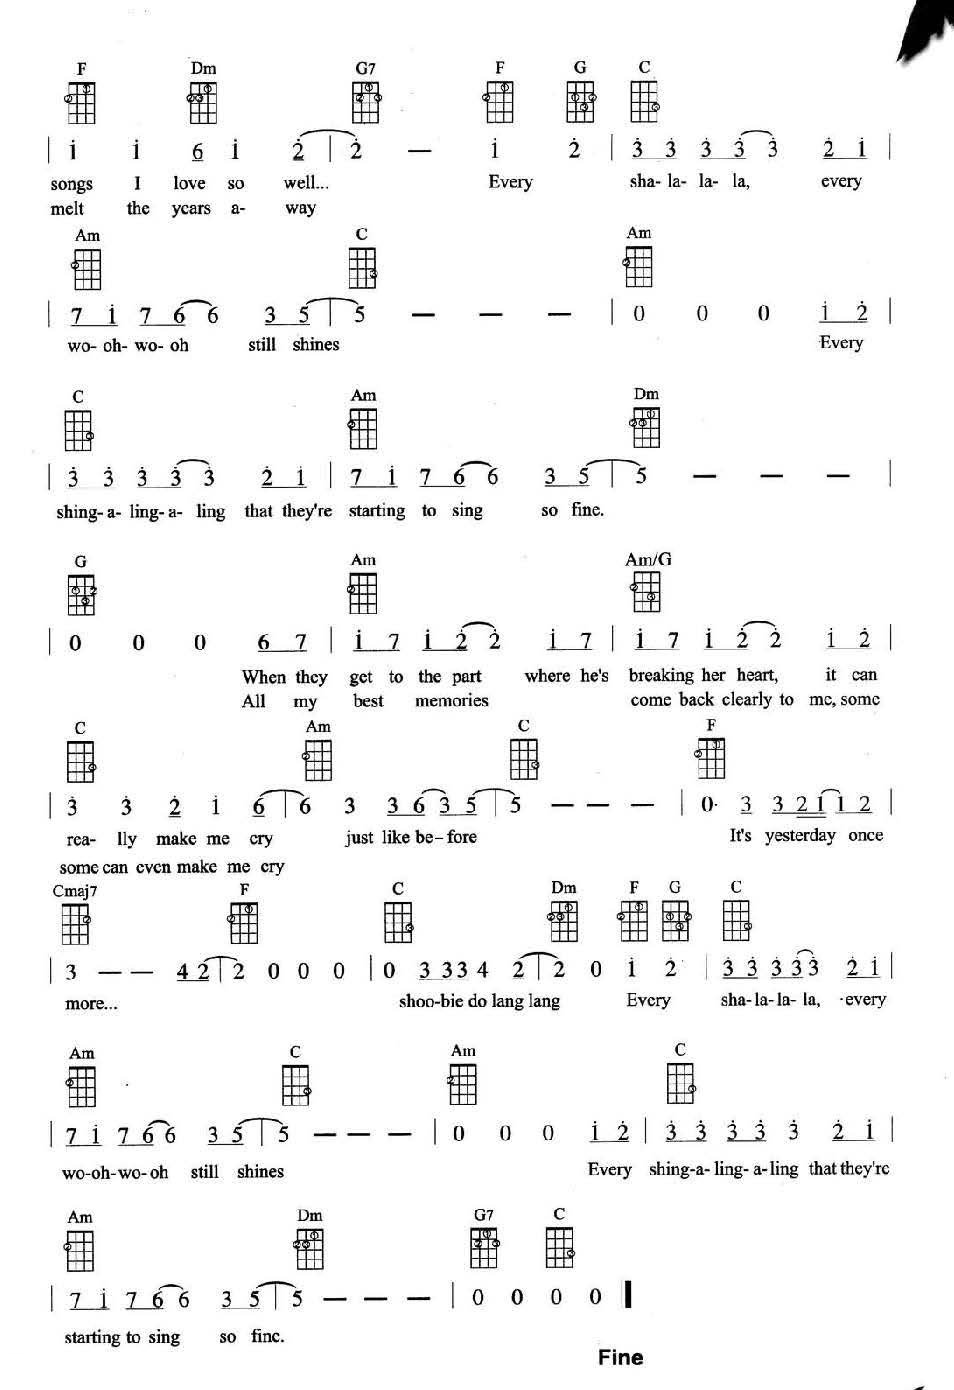 F Dm G7 F G C
| i i 6 i 2 | 2 — i 2 | 3 3 3 3 3 2 i |
songs I love so well... Every sha- la- la- la, every
melt the years a- way
Am C Am
| 7 i 7 6 6 3 5 | 5 — — — | 0 0 0 i 2 |
wo- oh- wo- oh still shines Every
C Am Dm
| 3 3 3 3 3 2 i | 7 i 7 6 6 3 5 | 5 — — — |
shing- a- ling- a- ling that they're starting to sing so fine.
G Am Am/G
| 0 0 0 6 7 | i 7 i 2 2 i 7 | i 7 i 2 2 i 2 |
When they get to the part where he's breaking her heart, it can
All my best memories come back clearly to me, some
C Am C F
| 3 3 2 i 6 | 6 3 3 6 3 5 | 5 — — — | 0· 3 3 2 1 1 2 |
rea- lly make me cry just like be- fore It's yesterday once
some can even make me cry
Cmaj7 F C Dm F G C
| 3 — — 4 2 | 2 0 0 0 | 0 3 3 3 4 2 | 2 0 i 2 | 3 3 3 3 3 2 i |
more... shoo-bie do lang lang Every sha- la- la- la, every
Am C Am C
| 7 i 7 6 6 3 5 | 5 — — — | 0 0 0 i 2 | 3 3 3 3 3 2 i |
wo-oh-wo-oh still shines Every shing-a- ling- a-ling that they're
Am Dm G7 C
| 7 i 7 6 6 3 5 | 5 — — — | 0 0 0 0 |
starting to sing so fine.
Fine